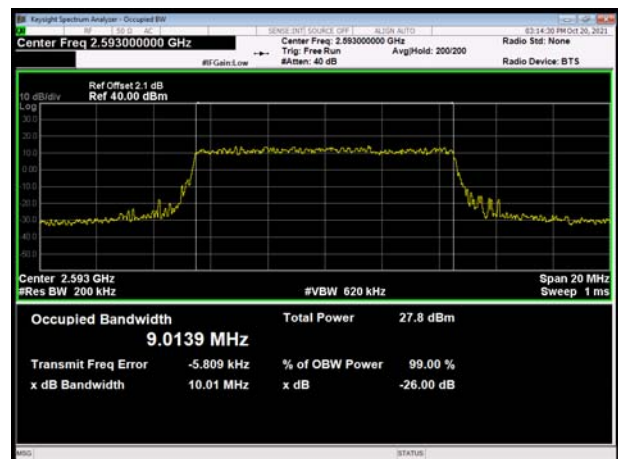 Keysight Spectrum Analyzer - Occupied BW
RF 50 Ω AC SENSE:INT SOURCE OFF ALIGN AUTO 03:14:30 PM Oct 20, 2021
Center Freq 2.593000000 GHz Center Freq: 2.593000000 GHz Radio Std: None
Trig: Free Run Avg|Hold: 200/200
#IFGain:Low #Atten: 40 dB Radio Device: BTS
Ref Offset 2.1 dB
10 dB/div Ref 40.00 dBm
Log
30.0
20.0
10.0
0.00
10.0
20.0
30.0
40.0
50.0
Center 2.593 GHz Span 20 MHz
#Res BW 200 kHz #VBW 620 kHz Sweep 1 ms
Occupied Bandwidth Total Power 27.8 dBm
9.0139 MHz
Transmit Freq Error -5.809 kHz % of OBW Power 99.00 %
x dB Bandwidth 10.01 MHz x dB -26.00 dB
MSG STATUS